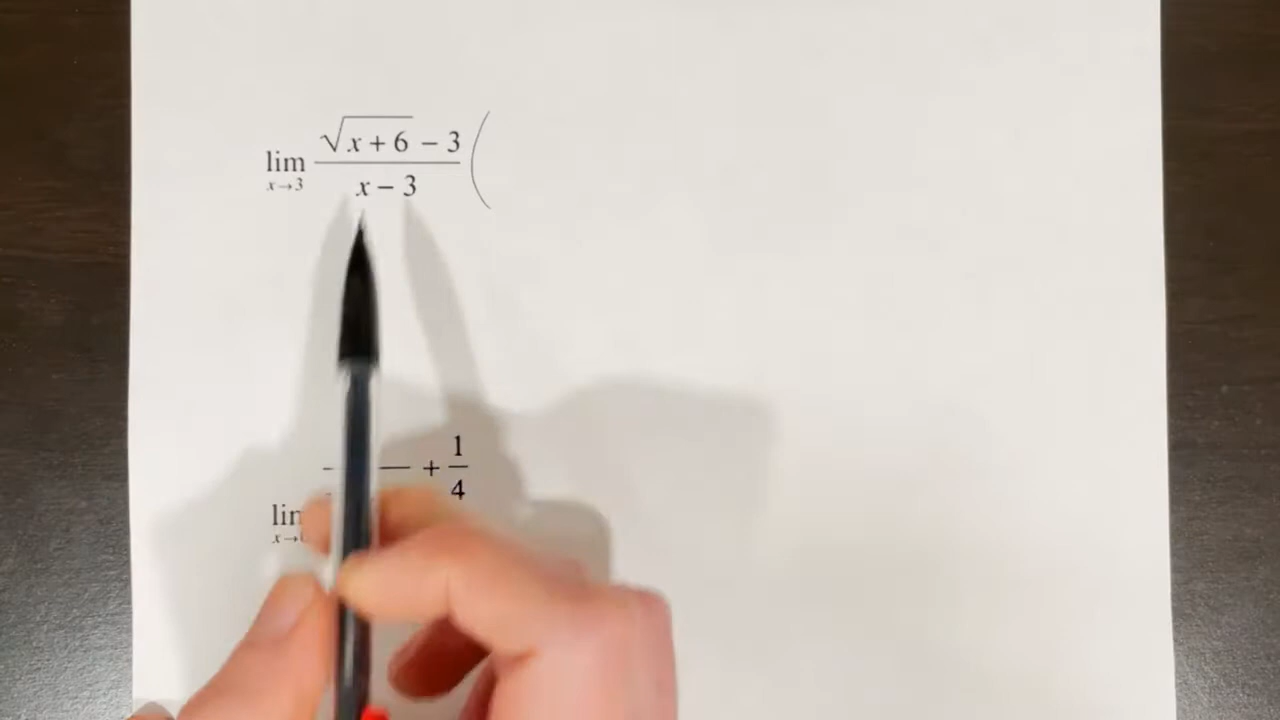 lim x→3 (√(x+6) − 3)/(x − 3) (
+ 1/4
x→